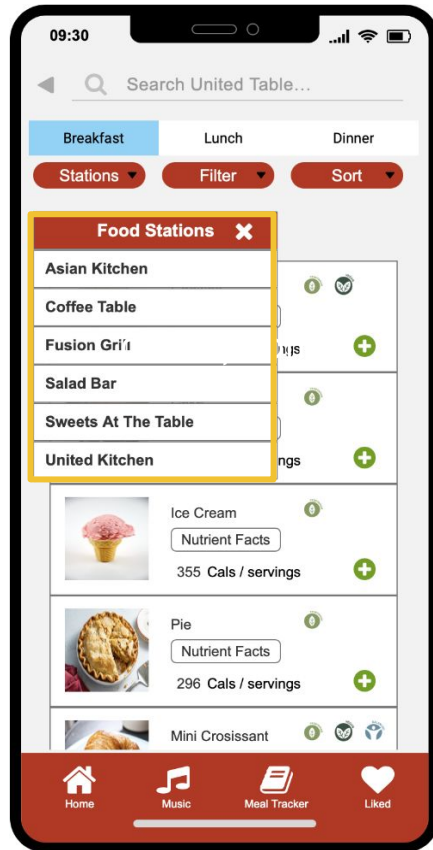 09:30
Search United Table...
Breakfast Lunch Dinner
Stations Filter Sort
Food Stations
Asian Kitchen
Coffee Table
Fusion
Salad Bar
Sweets At The Table
United Kitchen
Ice Cream
Nutrient Facts
355 Cals / servings
Pie
Nutrient Facts
296 Cals / servings
Mini Crosissant
Home Music Meal Tracker Liked